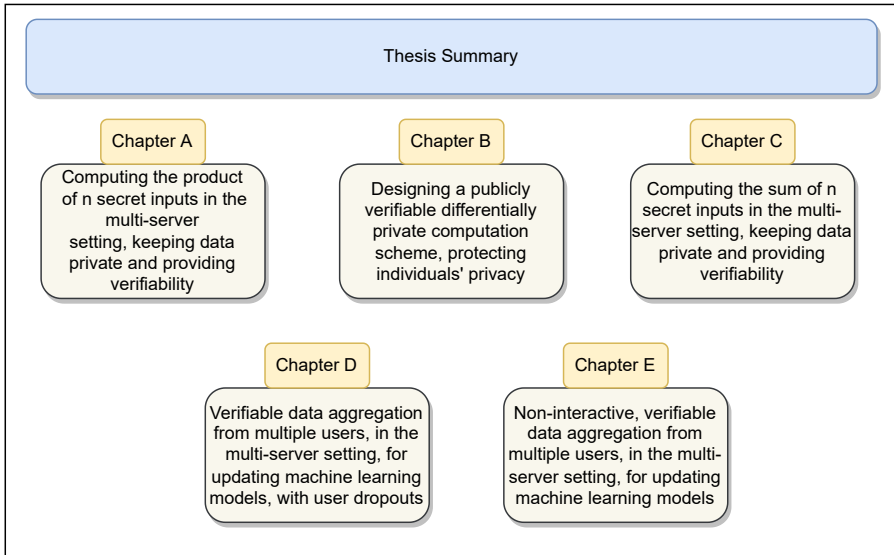 Thesis Summary
Chapter A
Computing the product
of n secret inputs in the
multi-server
setting, keeping data
private and providing
verifiability
Chapter B
Designing a publicly
verifiable differentially
private computation
scheme, protecting
individuals' privacy
Chapter C
Computing the sum of n
secret inputs in the multi-
server setting, keeping data
private and providing
verifiability
Chapter D
Verifiable data aggregation
from multiple users, in the
multi-server setting, for
updating machine learning
models, with user dropouts
Chapter E
Non-interactive, verifiable
data aggregation from
multiple users, in the multi-
server setting, for updating
machine learning models